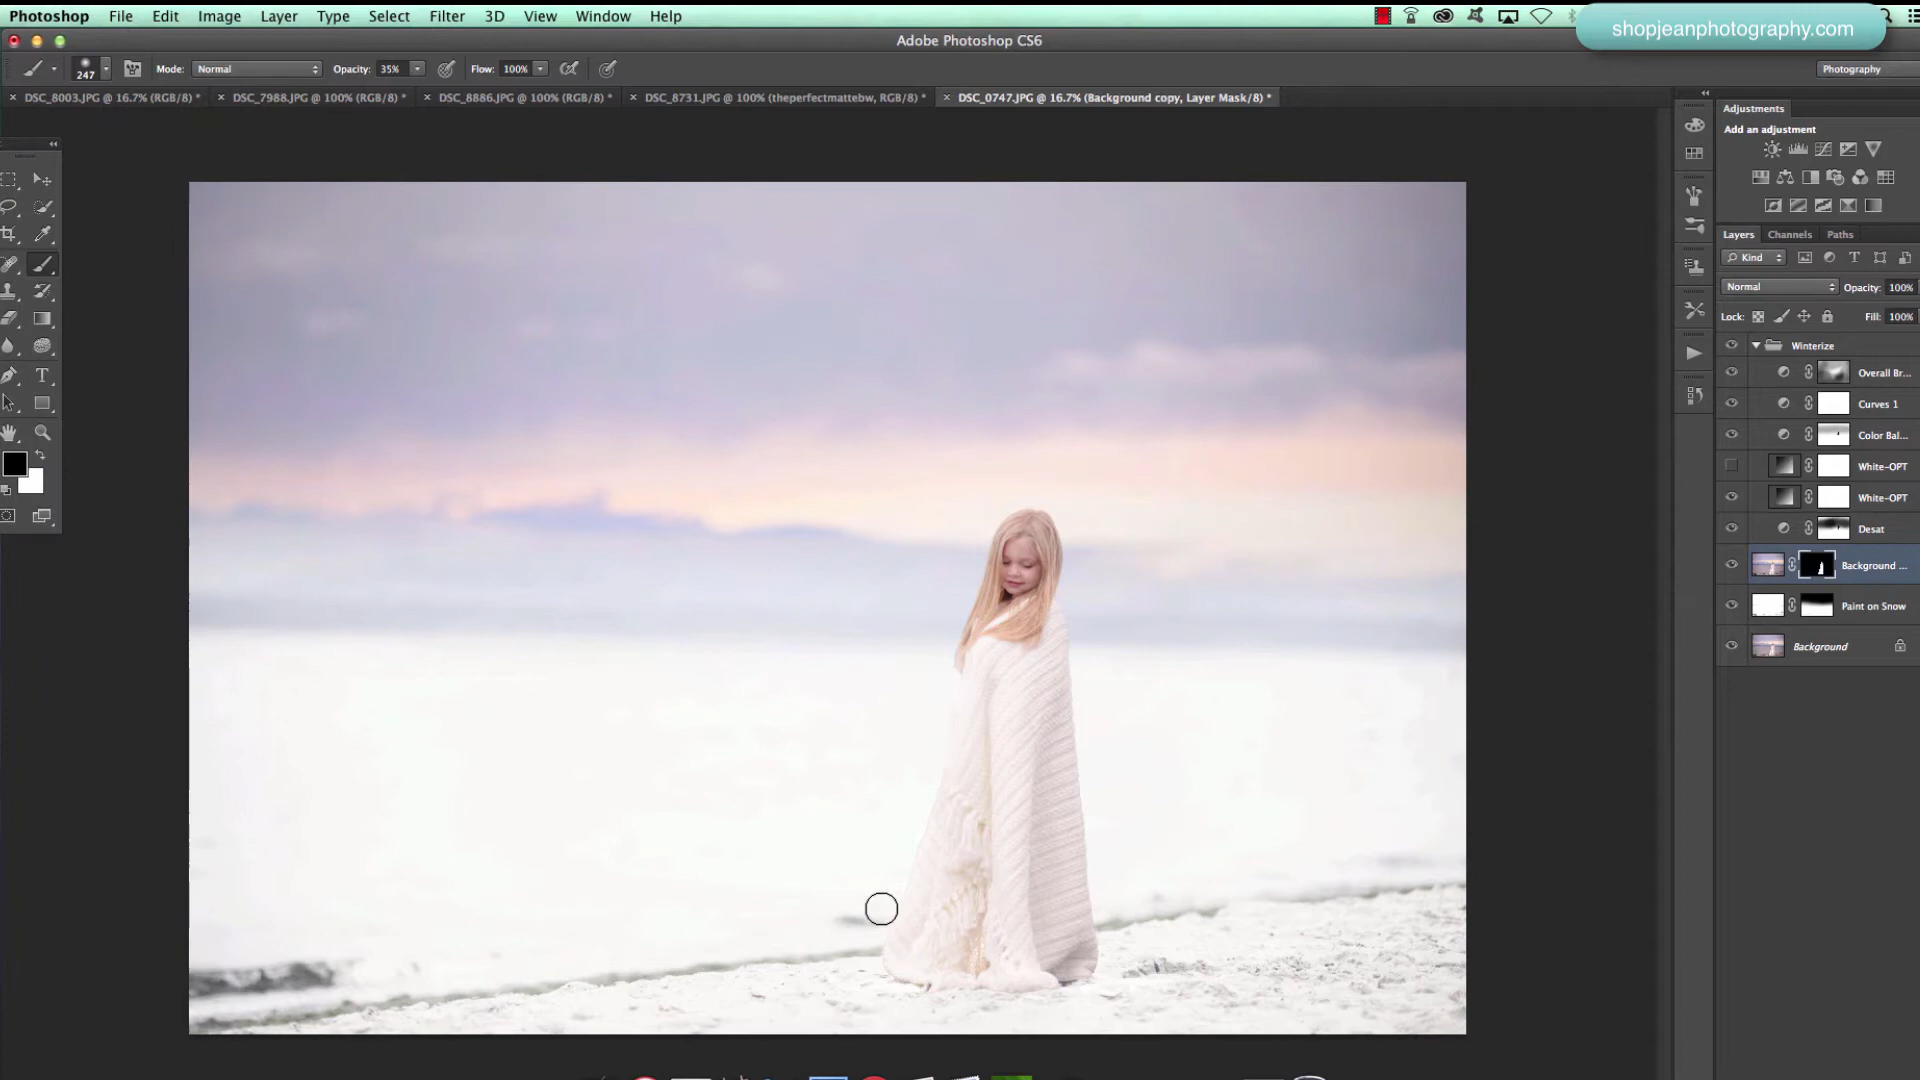 Photoshop File Edit Image Layer Type Select Filter 3D View Window Help
shopjeanphotography.com
Adobe Photoshop CS6
247 Mode: Normal Opacity: 35% Flow: 100% Photography
DSC_8003.JPG @ 16.7% (RGB/8) * DSC_7988.JPG @ 100% (RGB/8) * DSC_8886.JPG @ 100% (RGB/8) * DSC_8731.JPG @ 100% (theperfectmattebw, RGB/8) * DSC_0747.JPG @ 16.7% (Background copy, Layer Mask/8) *
Adjustments
Add an adjustment
Layers Channels Paths
Kind
Normal Opacity: 100%
Lock: Fill: 100%
Winterize
Overall Br...
Curves 1
Color Bal...
White-OPT
White-OPT
Desat
Background ...
Paint on Snow
Background